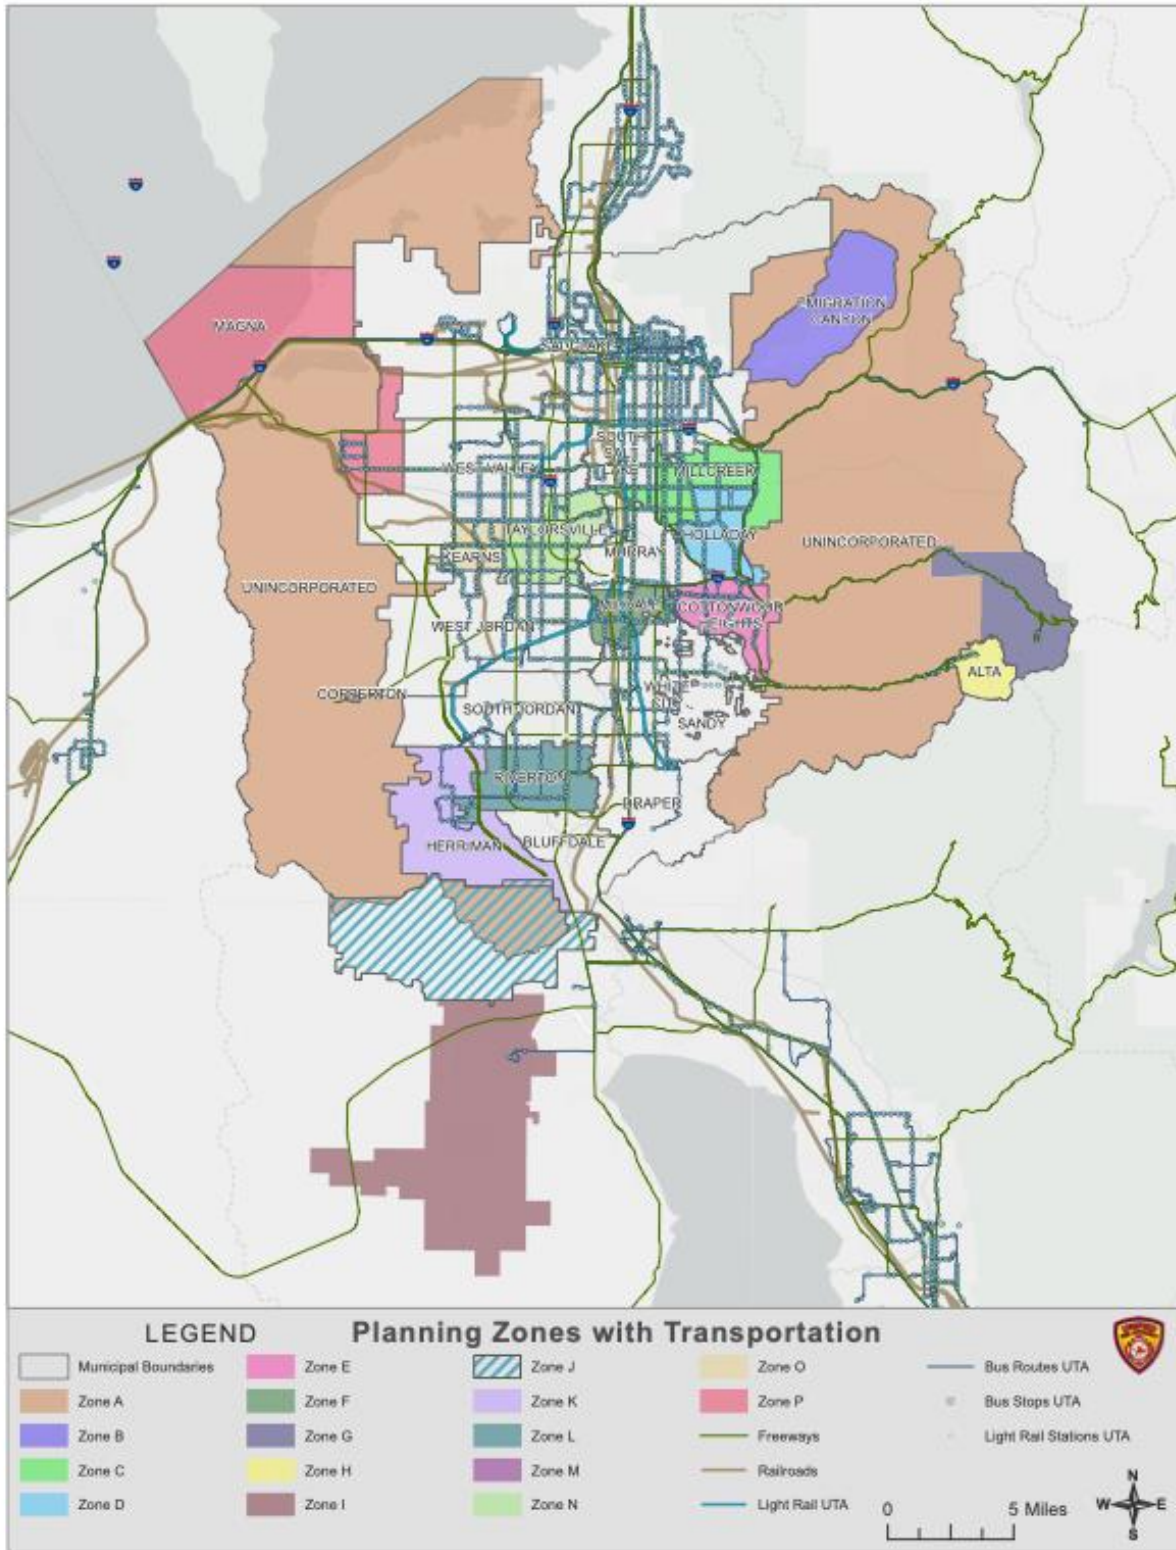 MAGNA
EMIGRATION
CANYON
SALT LAKE
SOUTH
SALT
LAKE
WEST VALLEY
MILLCREEK
TAYLORSVILLE
HOLLADAY
KEARNS
MURRAY
UNINCORPORATED
UNINCORPORATED
MIDVALE
COTTONWOOD
HEIGHTS
WEST JORDAN
ALTA
COPPERTON
WHITE
SOUTH JORDAN
SANDY
RIVERTON
DRAPER
HERRIMAN
BLUFFDALE
LEGEND
Planning Zones with Transportation
Municipal Boundaries
Zone A
Zone B
Zone C
Zone D
Zone E
Zone F
Zone G
Zone H
Zone I
Zone J
Zone K
Zone L
Zone M
Zone N
Zone O
Zone P
Freeways
Railroads
Light Rail UTA
Bus Routes UTA
Bus Stops UTA
Light Rail Stations UTA
0 5 Miles
N
W E
S